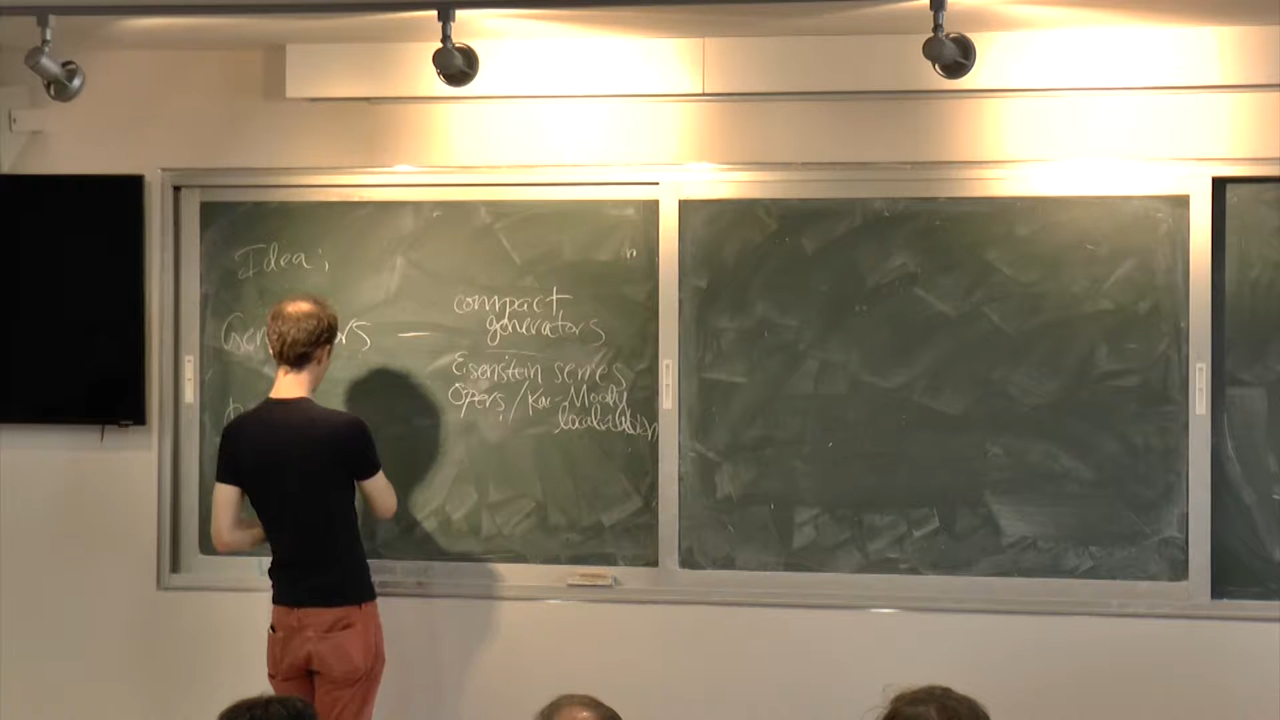 Idea:
compact
generators —
Eisenstein series
Opers / Kac-Moody
localization